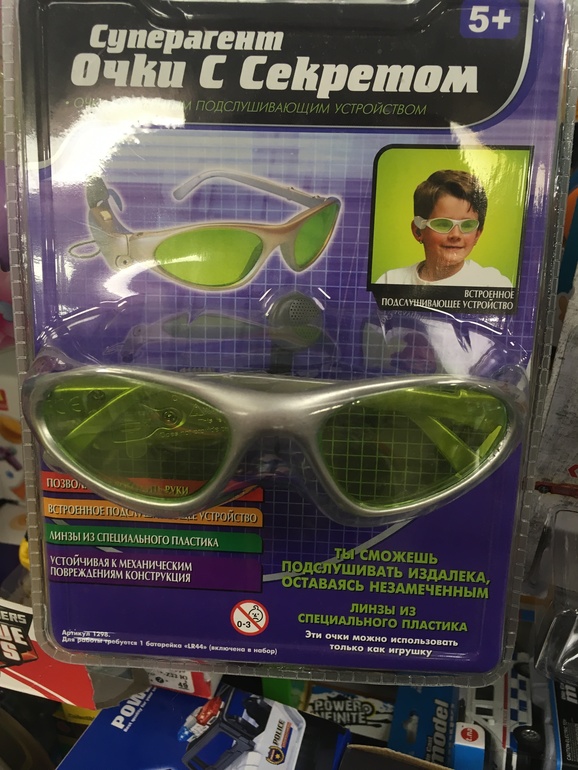 5+
Суперагент
Очки С Секретом
ПОДСЛУШИВАЮЩИМ УСТРОЙСТВОМ
ВСТРОЕННОЕ
ПОДСЛУШИВАЮЩЕЕ УСТРОЙСТВО
РУКИ
ВСТРОЕННОЕ УСТРОЙСТВО
ЛИНЗЫ ИЗ СПЕЦИАЛЬНОГО ПЛАСТИКА
УСТОЙЧИВАЯ К МЕХАНИЧЕСКИМ
ПОВРЕЖДЕНИЯМ КОНСТРУКЦИЯ
ТЫ СМОЖЕШЬ
ПОДСЛУШИВАТЬ ИЗДАЛЕКА,
ОСТАВАЯСЬ НЕЗАМЕЧЕННЫМ
ЛИНЗЫ ИЗ
СПЕЦИАЛЬНОГО ПЛАСТИКА
Эти очки можно использовать
только как игрушку
0-3
Артикул 1298.
Для работы требуется 1 батарейка «LR44» (включена в набор)
POWER
INFINITE
model
POLICE